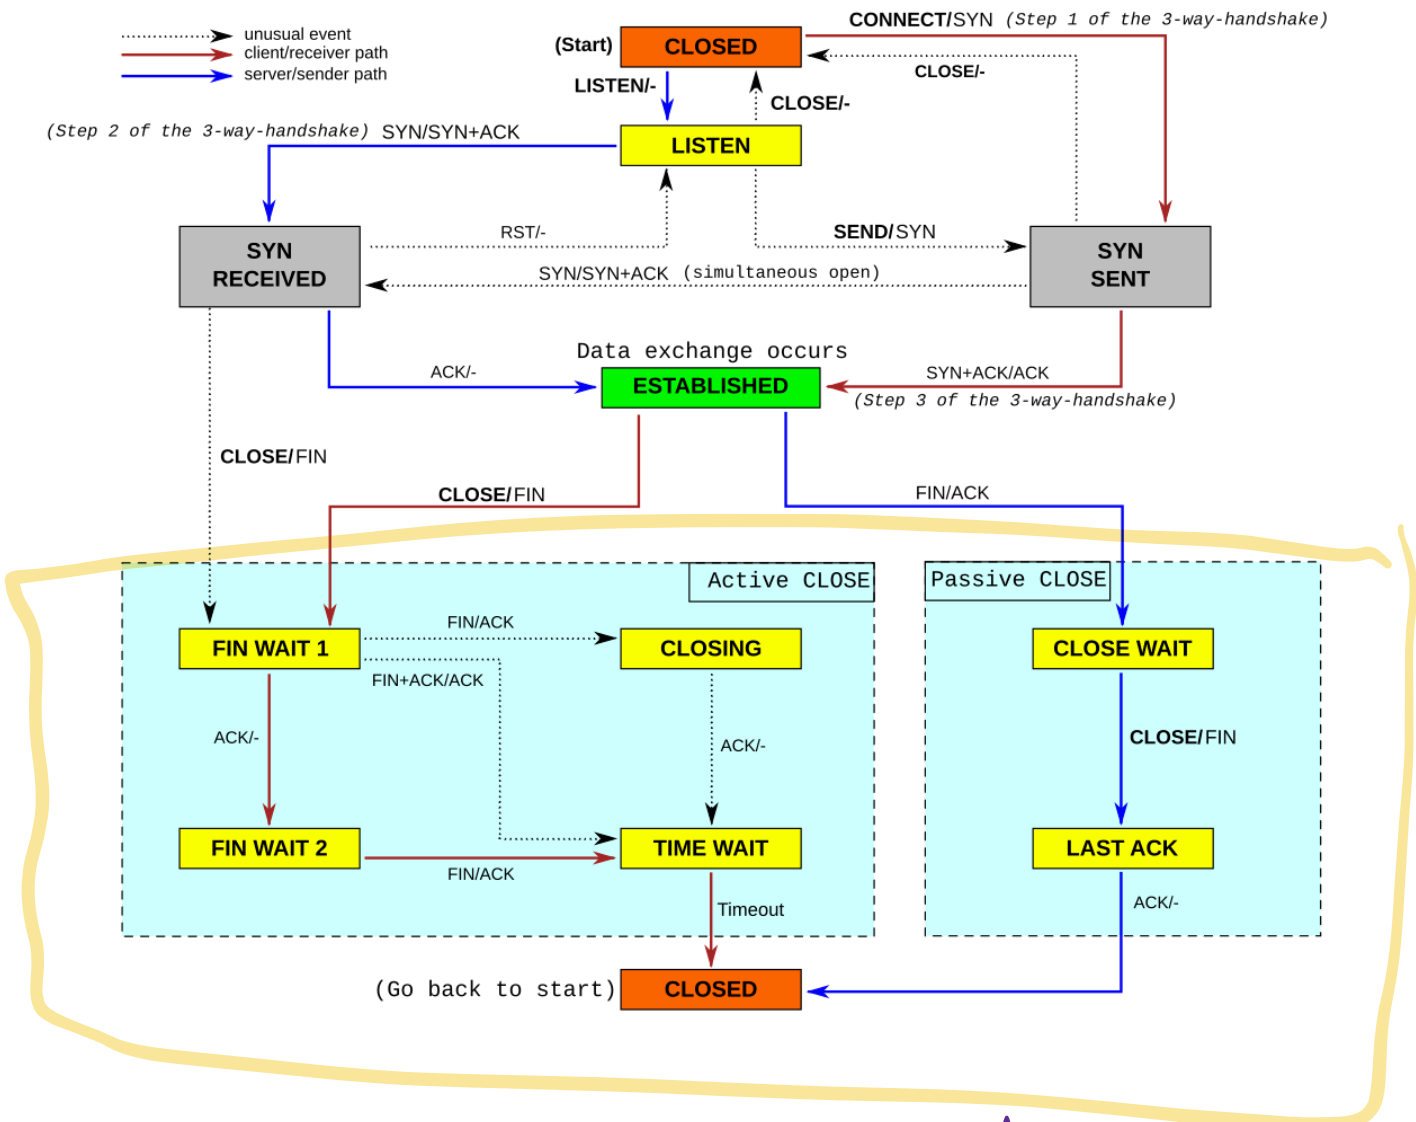 CONNECT/SYN (Step 1 of the 3-way-handshake)
unusual event
client/receiver path
server/sender path
(Start)
CLOSED
CLOSE/-
LISTEN/-
CLOSE/-
(Step 2 of the 3-way-handshake) SYN/SYN+ACK
LISTEN
RST/-
SEND/SYN
SYN
RECEIVED
SYN
SENT
SYN/SYN+ACK (simultaneous open)
Data exchange occurs
ACK/-
ESTABLISHED
SYN+ACK/ACK
(Step 3 of the 3-way-handshake)
CLOSE/FIN
CLOSE/FIN
FIN/ACK
Active CLOSE
Passive CLOSE
FIN WAIT 1
FIN/ACK
CLOSING
CLOSE WAIT
FIN+ACK/ACK
ACK/-
ACK/-
CLOSE/FIN
FIN WAIT 2
TIME WAIT
LAST ACK
FIN/ACK
Timeout
ACK/-
(Go back to start)
CLOSED